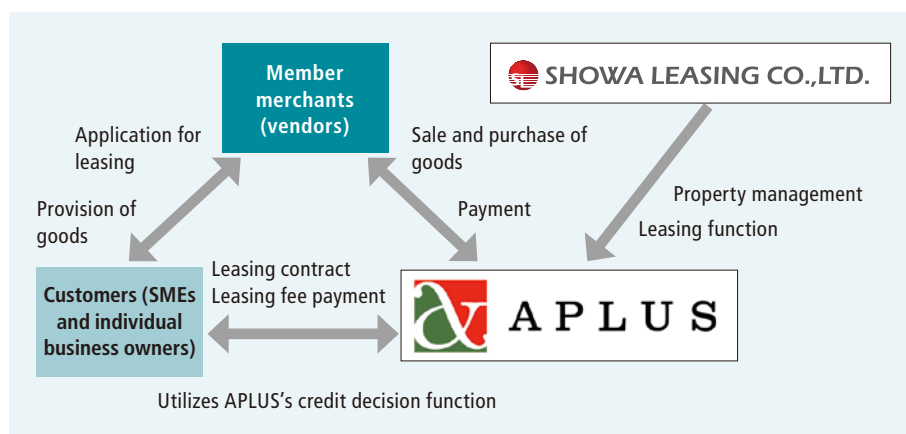 Member
merchants
(vendors)
SHOWA LEASING CO.,LTD.
Application for
leasing
Sale and purchase of
goods
Provision of
goods
Payment
Property management
Leasing function
Customers (SMEs
and individual
business owners)
Leasing contract
Leasing fee payment
APLUS
Utilizes APLUS's credit decision function